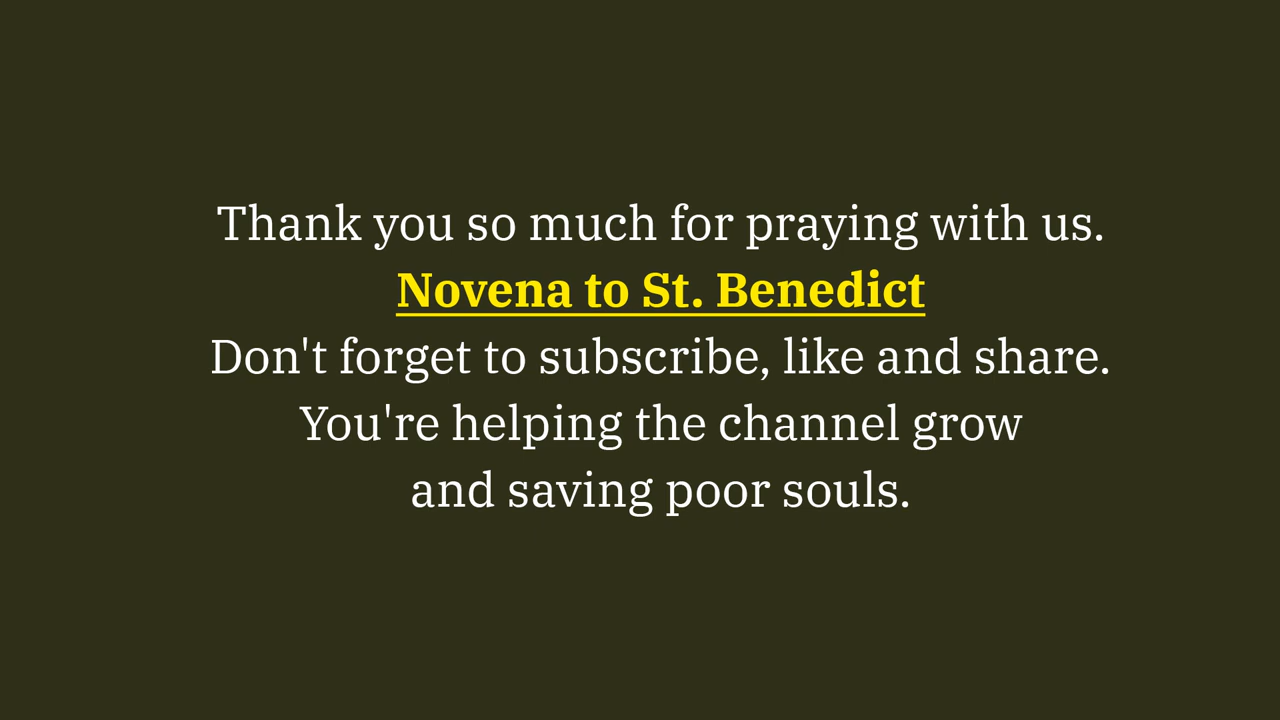 Thank you so much for praying with us.
Novena to St. Benedict
Don't forget to subscribe, like and share.
You're helping the channel grow
and saving poor souls.